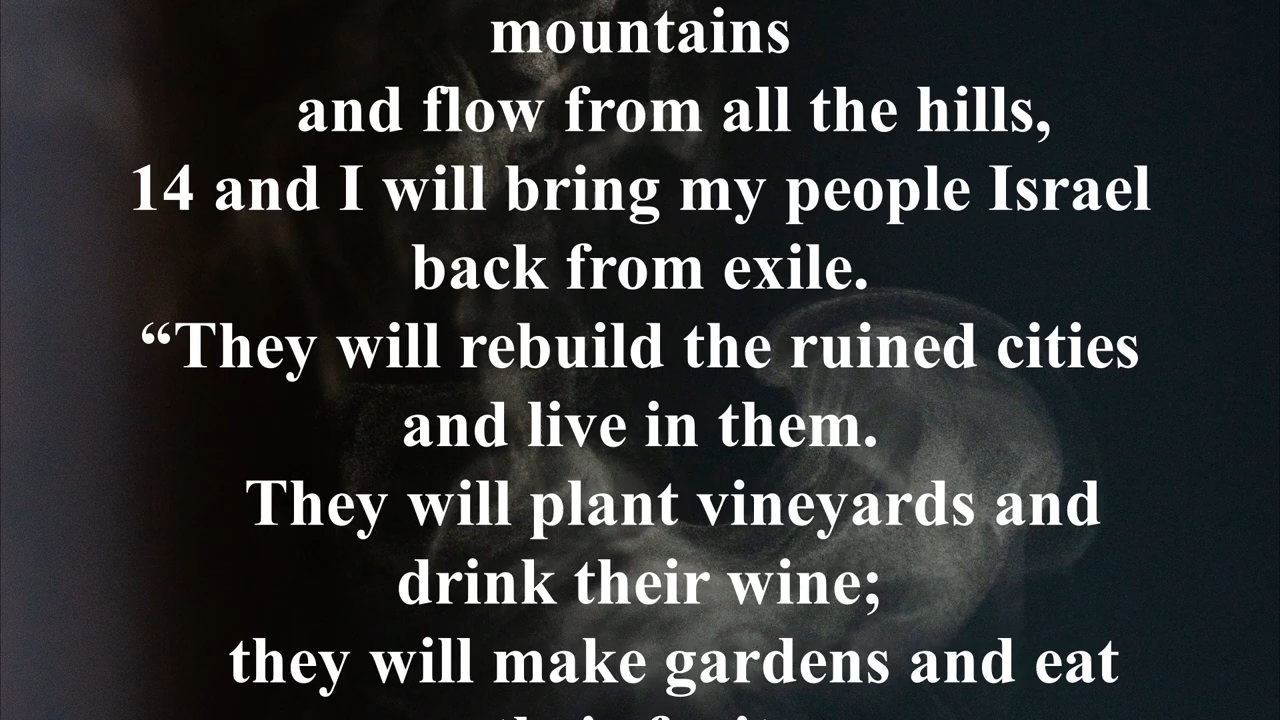 mountains
and flow from all the hills,
14 and I will bring my people Israel
back from exile.
“They will rebuild the ruined cities
and live in them.
They will plant vineyards and
drink their wine;
they will make gardens and eat